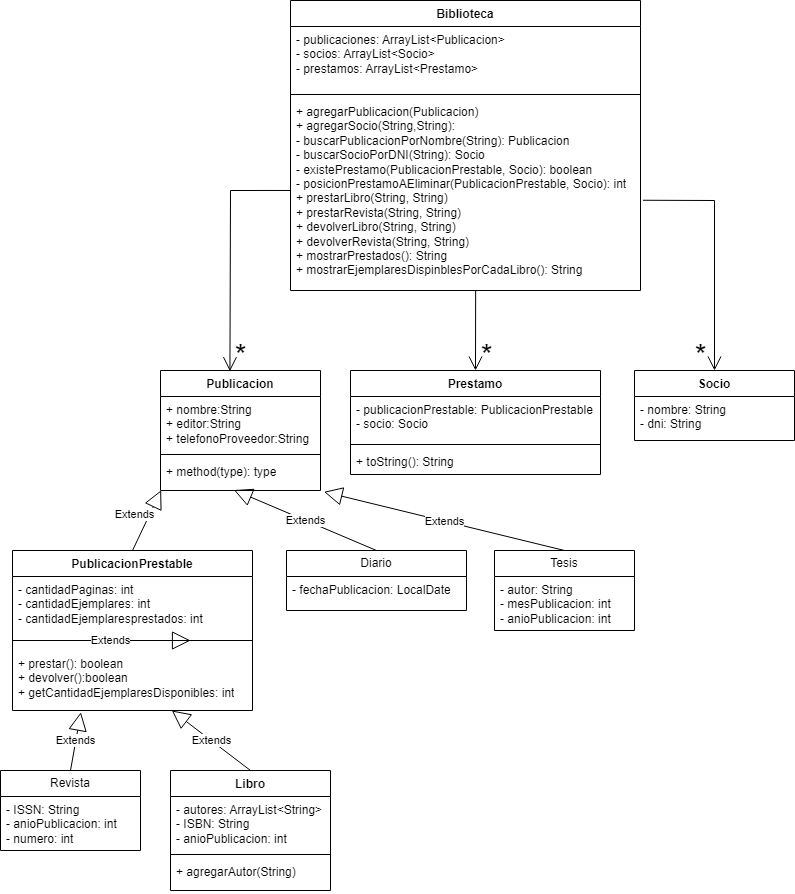 Biblioteca
- publicaciones: ArrayList<Publicacion>
- socios: ArrayList<Socio>
- prestamos: ArrayList<Prestamo>
+ agregarPublicacion(Publicacion)
+ agregarSocio(String,String):
- buscarPublicacionPorNombre(String): Publicacion
- buscarSocioPorDNI(String): Socio
- existePrestamo(PublicacionPrestable, Socio): boolean
- posicionPrestamoAEliminar(PublicacionPrestable, Socio): int
+ prestarLibro(String, String)
+ prestarRevista(String, String)
+ devolverLibro(String, String)
+ devolverRevista(String, String)
+ mostrarPrestados(): String
+ mostrarEjemplaresDispinblesPorCadaLibro(): String
*
*
*
Publicacion
+ nombre:String
+ editor:String
+ telefonoProveedor:String
+ method(type): type
Prestamo
- publicacionPrestable: PublicacionPrestable
- socio: Socio
+ toString(): String
Socio
- nombre: String
- dni: String
Extends
Extends
Extends
PublicacionPrestable
- cantidadPaginas: int
- cantidadEjemplares: int
- cantidadEjemplaresprestados: int
Extends
+ prestar(): boolean
+ devolver():boolean
+ getCantidadEjemplaresDisponibles: int
Diario
- fechaPublicacion: LocalDate
Tesis
- autor: String
- mesPublicacion: int
- anioPublicacion: int
Extends
Extends
Revista
- ISSN: String
- anioPublicacion: int
- numero: int
Libro
- autores: ArrayList<String>
- ISBN: String
- anioPublicacion: int
+ agregarAutor(String)